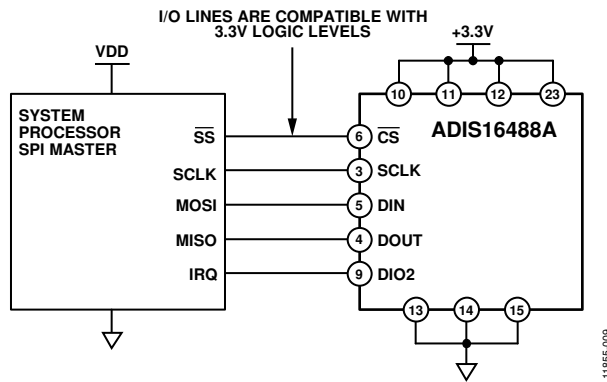 I/O LINES ARE COMPATIBLE WITH
3.3V LOGIC LEVELS
VDD
+3.3V
10
11
12
23
SYSTEM
PROCESSOR
SPI MASTER
ADIS16488A
SS
6
CS
SCLK
3
SCLK
MOSI
5
DIN
MISO
4
DOUT
IRQ
9
DIO2
13
14
15
11855-009